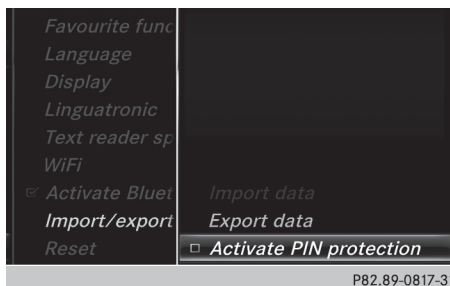 Favourite func
Language
Display
Linguatronic
Text reader sp
WiFi
Activate Bluet
Import/export
Reset
Import data
Export data
Activate PIN protection
P82.89-0817-31